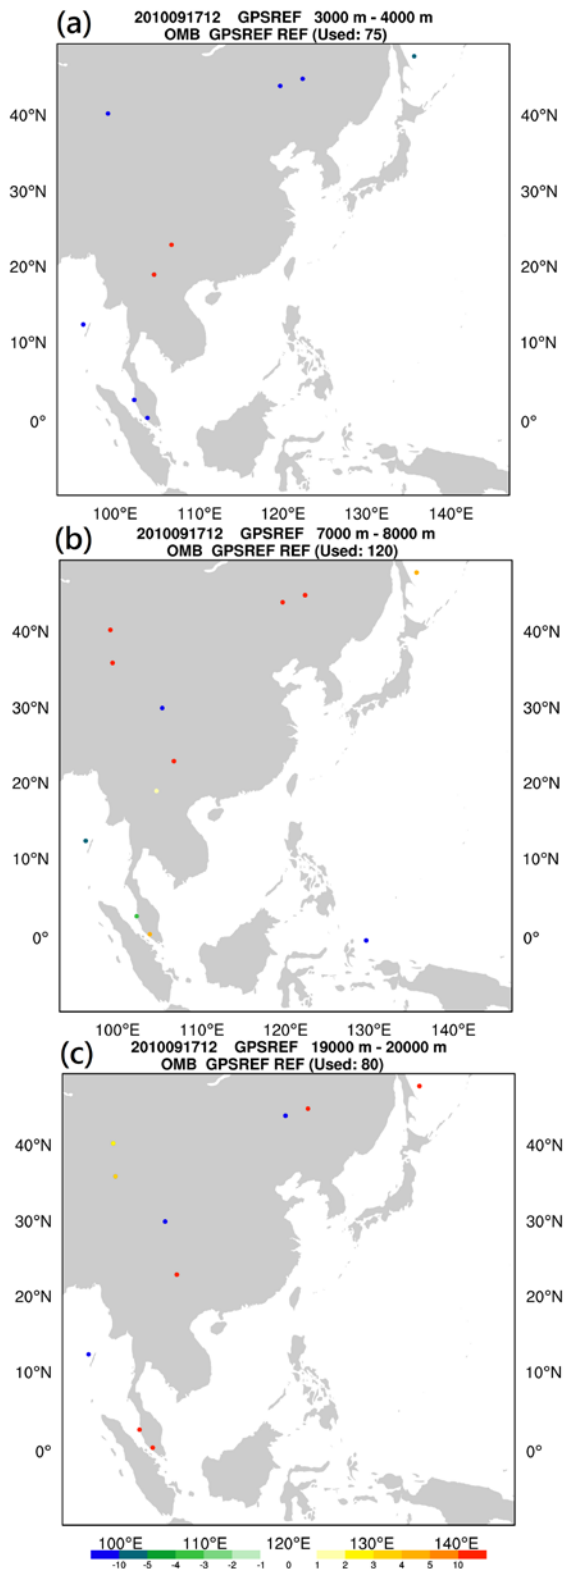 (a)
2010091712 GPSREF 3000 m - 4000 m
OMB GPSREF REF (Used: 75)
40°N 40°N
30°N 30°N
20°N 20°N
10°N 10°N
0° 0°
100°E 110°E 120°E 130°E 140°E
(b)
2010091712 GPSREF 7000 m - 8000 m
OMB GPSREF REF (Used: 120)
40°N 40°N
30°N 30°N
20°N 20°N
10°N 10°N
0° 0°
100°E 110°E 120°E 130°E 140°E
(c)
2010091712 GPSREF 19000 m - 20000 m
OMB GPSREF REF (Used: 80)
40°N 40°N
30°N 30°N
20°N 20°N
10°N 10°N
0° 0°
100°E 110°E 120°E 130°E 140°E
-10 -5 -4 -3 -2 -1 0 1 2 3 4 5 10